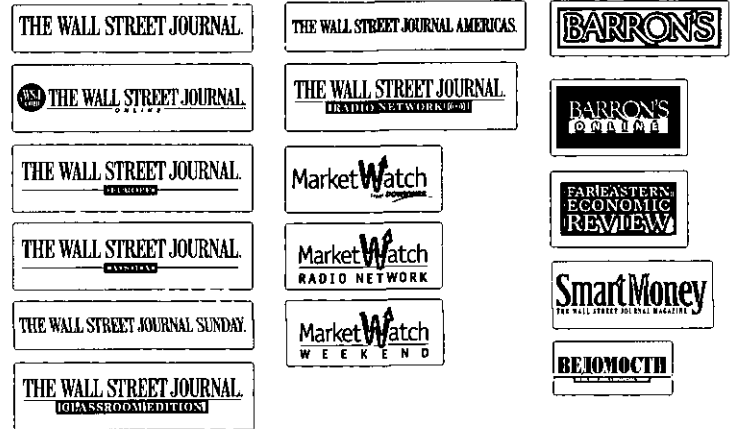 THE WALL STREET JOURNAL.
WSJ
THE WALL STREET JOURNAL.
ONLINE
THE WALL STREET JOURNAL.
EUROPE
THE WALL STREET JOURNAL.
THE WALL STREET JOURNAL SUNDAY.
THE WALL STREET JOURNAL.
CLASSROOM EDITION
THE WALL STREET JOURNAL AMERICAS.
THE WALL STREET JOURNAL.
RADIO NETWORK
MarketWatch
MarketWatch
RADIO NETWORK
MarketWatch
WEEKEND
BARRON'S
BARRON'S
ONLINE
FAR EASTERN
ECONOMIC
REVIEW
SmartMoney
THE WALL STREET JOURNAL MAGAZINE
ВЕДОМОСТИ